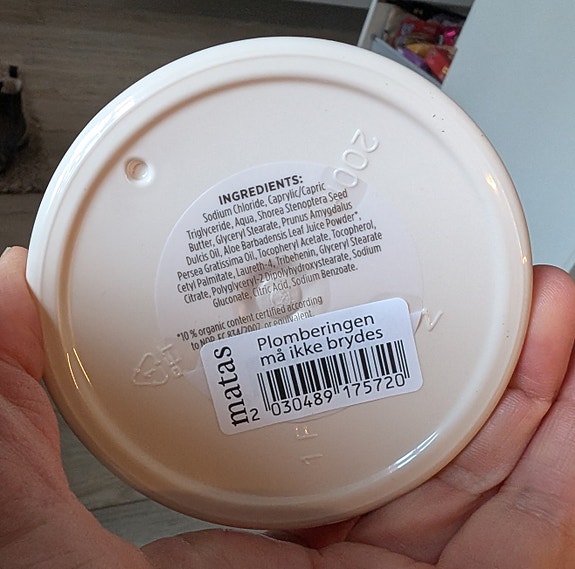 INGREDIENTS:
Sodium Chloride, Caprylic/Capric
Triglyceride, Aqua, Shorea Stenoptera Seed
Butter, Glyceryl Stearate, Prunus Amygdalus
Dulcis Oil, Aloe Barbadensis Leaf Juice Powder*,
Persea Gratissima Oil, Tocopheryl Acetate, Tocopherol,
Cetyl Palmitate, Laureth-4, Tribehenin, Glyceryl Stearate
Citrate, Polyglyceryl-2 Dipolyhydroxystearate, Sodium
Gluconate, Citric Acid, Sodium Benzoate.
*10 % organic content certified according
to NOP, EC 834/2007, or equivalent.
matas
Plomberingen
må ikke brydes
2 030489 175720
200
1 F